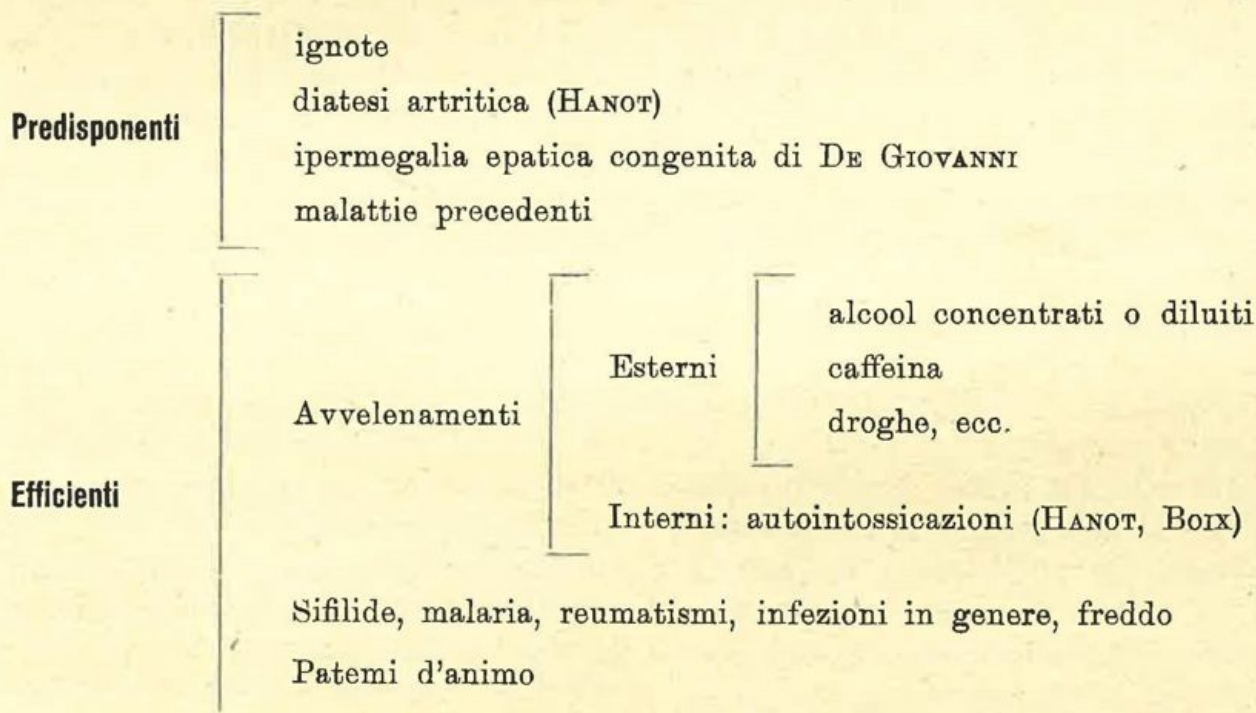 Predisponenti
ignote
diatesi artritica (HANOT)
ipermegalia epatica congenita di DE GIOVANNI
malattie precedenti
Efficienti
Avvelenamenti
Esterni
alcool concentrati o diluiti
caffeina
droghe, ecc.
Interni: autointossicazioni (HANOT, BOIX)
Sifilide, malaria, reumatismi, infezioni in genere, freddo
Patemi d'animo